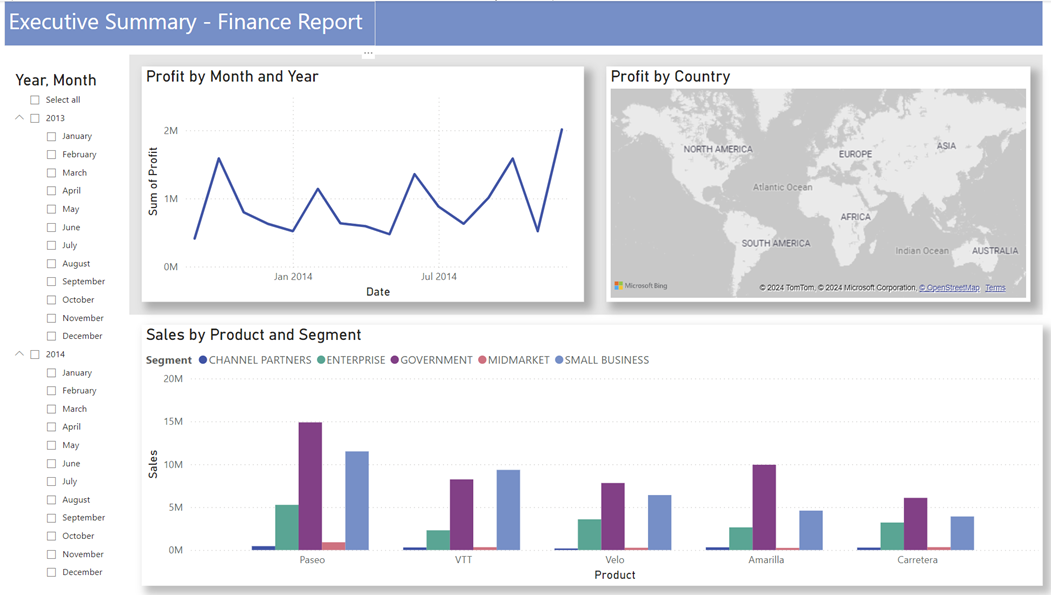 Executive Summary - Finance Report
...
Year, Month
Select all
2013
January
February
March
April
May
June
July
August
September
October
November
December
2014
January
February
March
April
May
June
July
August
September
October
November
December
Profit by Month and Year
Sum of Profit
2M
1M
0M
Jan 2014
Jul 2014
Date
Profit by Country
NORTH AMERICA
EUROPE
ASIA
Atlantic Ocean
AFRICA
SOUTH AMERICA
Indian Ocean
AUSTRALIA
Microsoft Bing
© 2024 TomTom, © 2024 Microsoft Corporation, © OpenStreetMap Terms
Sales by Product and Segment
Segment CHANNEL PARTNERS ENTERPRISE GOVERNMENT MIDMARKET SMALL BUSINESS
Sales
20M
15M
10M
5M
0M
Paseo VTT Velo Amarilla Carretera
Product